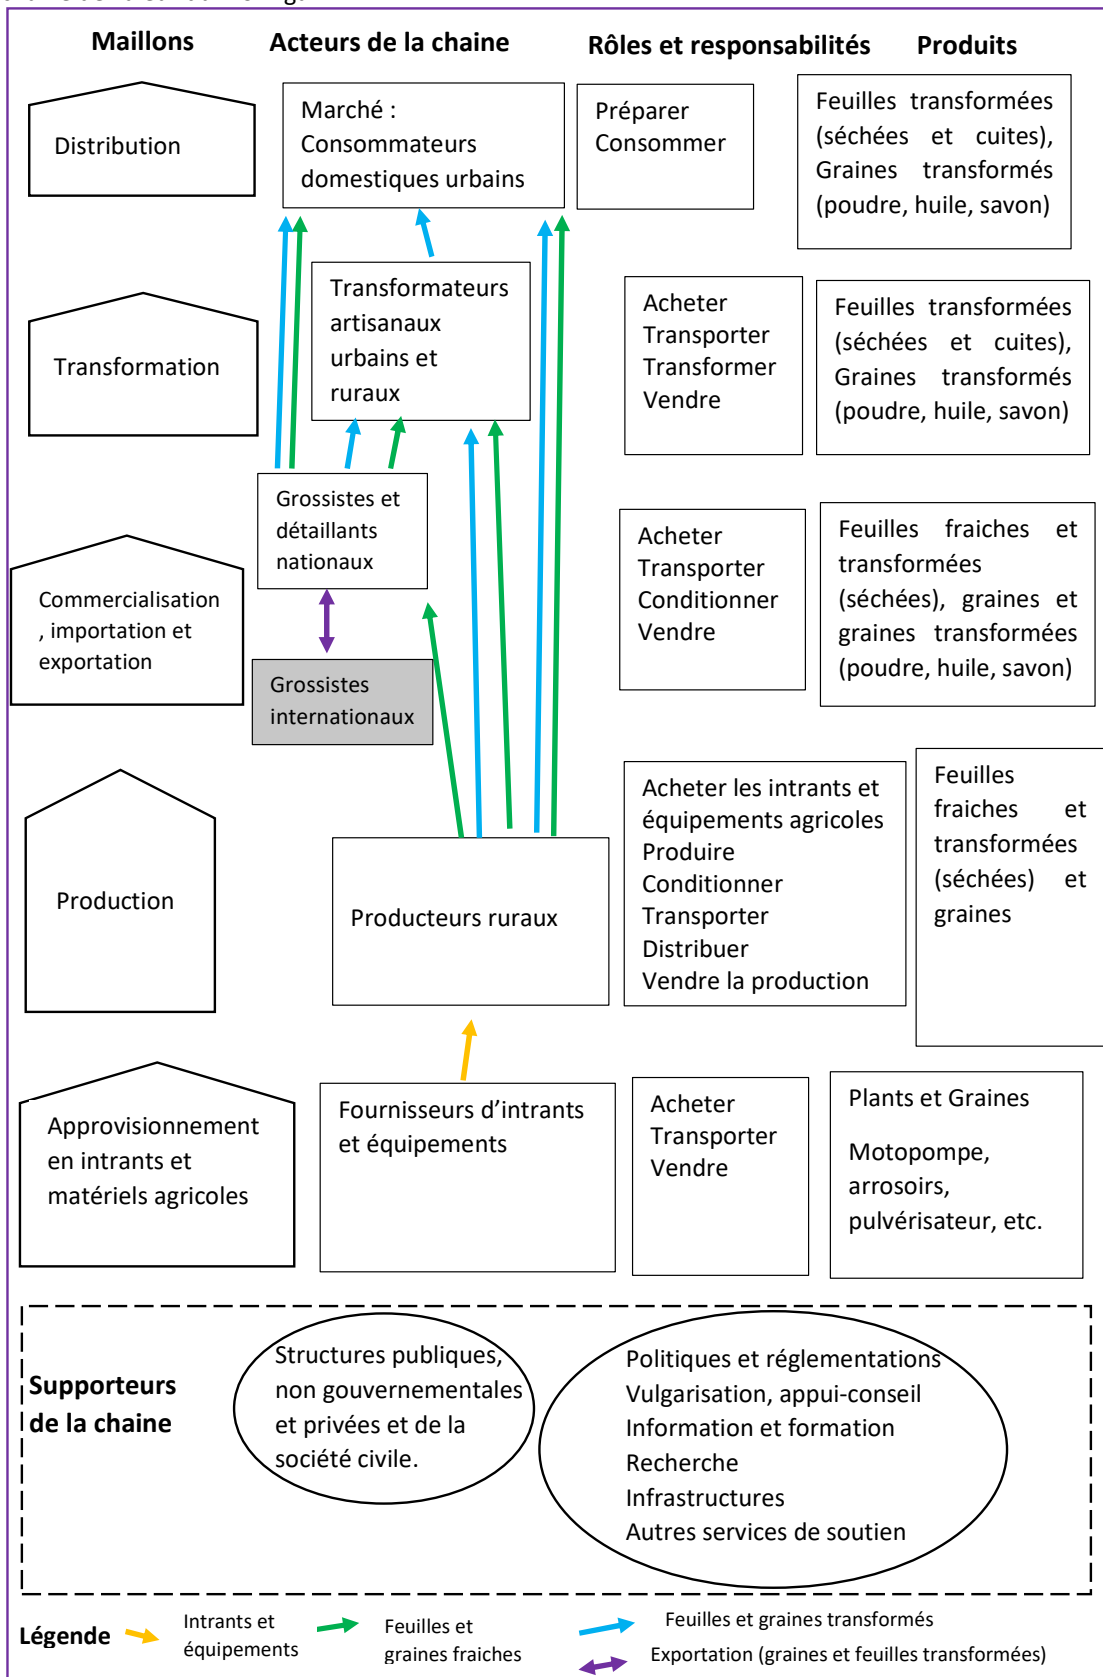 Maillons
Acteurs de la chaine
Rôles et responsabilités
Produits
Distribution
Marché :
Consommateurs
domestiques urbains
Préparer
Consommer
Feuilles transformées
(séchées et cuites),
Graines transformés
(poudre, huile, savon)
Transformation
Transformateurs
artisanaux
urbains et
ruraux
Acheter
Transporter
Transformer
Vendre
Feuilles transformées
(séchées et cuites),
Graines transformés
(poudre, huile, savon)
Commercialisation
, importation et
exportation
Grossistes et
détaillants
nationaux
Grossistes
internationaux
Acheter
Transporter
Conditionner
Vendre
Feuilles fraiches et
transformées
(séchées), graines et
graines transformées
(poudre, huile, savon)
Production
Producteurs ruraux
Acheter les intrants et
équipements agricoles
Produire
Conditionner
Transporter
Distribuer
Vendre la production
Feuilles
fraiches et
transformées
(séchées) et
graines
Approvisionnement
en intrants et
matériels agricoles
Fournisseurs d'intrants
et équipements
Acheter
Transporter
Vendre
Plants et Graines
Motopompe,
arrosoirs,
pulvérisateur, etc.
Supporteurs
de la chaine
Structures publiques,
non gouvernementales
et privées et de la
société civile.
Politiques et réglementations
Vulgarisation, appui-conseil
Information et formation
Recherche
Infrastructures
Autres services de soutien
Légende
Intrants et
équipements
Feuilles et
graines fraiches
Feuilles et graines transformés
Exportation (graines et feuilles transformées)